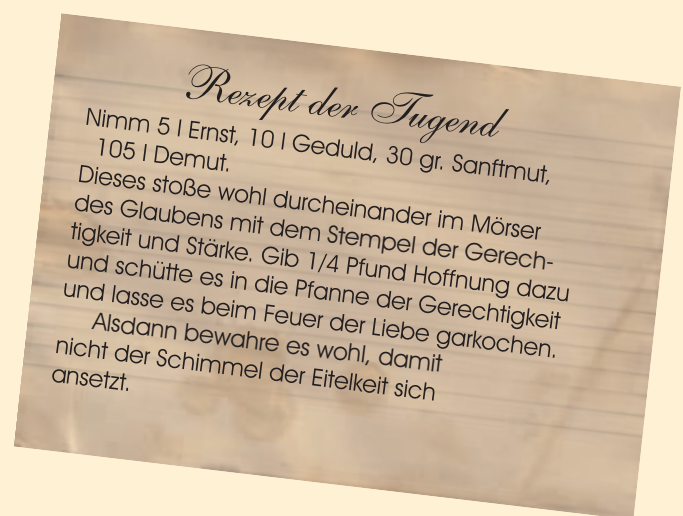 Rezept der Tugend
Nimm 5 l Ernst, 10 l Geduld, 30 gr. Sanftmut,
105 l Demut.
Dieses stoße wohl durcheinander im Mörser
des Glaubens mit dem Stempel der Gerech-
tigkeit und Stärke. Gib 1/4 Pfund Hoffnung dazu
und schütte es in die Pfanne der Gerechtigkeit
und lasse es beim Feuer der Liebe garkochen.
Alsdann bewahre es wohl, damit
nicht der Schimmel der Eitelkeit sich
ansetzt.